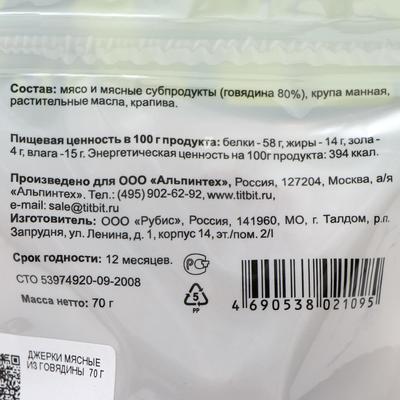 Состав: мясо и мясные субпродукты (говядина 80%), крупа манная,
растительные масла, крапива.
Пищевая ценность в 100 г продукта: белки - 58 г, жиры - 14 г, зола -
4 г, влага -15 г. Энергетическая ценность на 100г продукта: 394 ккал.
Произведено для ООО «Альпинтех», Россия, 127204, Москва, а/я
«Альпинтех». Тел.: (495) 902-62-92, www.titbit.ru,
e-mail: sale@titbit.ru
Изготовитель: ООО «Рубис», Россия, 141960, МО, г. Талдом, р.п.
Запрудня, ул. Ленина, д. 1, корпус 14, эт./пом. 2/I
Срок годности: 12 месяцев.
СТО 53974920-09-2008
Масса нетто: 70 г
РСТ
5
PP
4 690538 021095
ДЖЕРКИ МЯСНЫЕ
ИЗ ГОВЯДИНЫ 70 Г